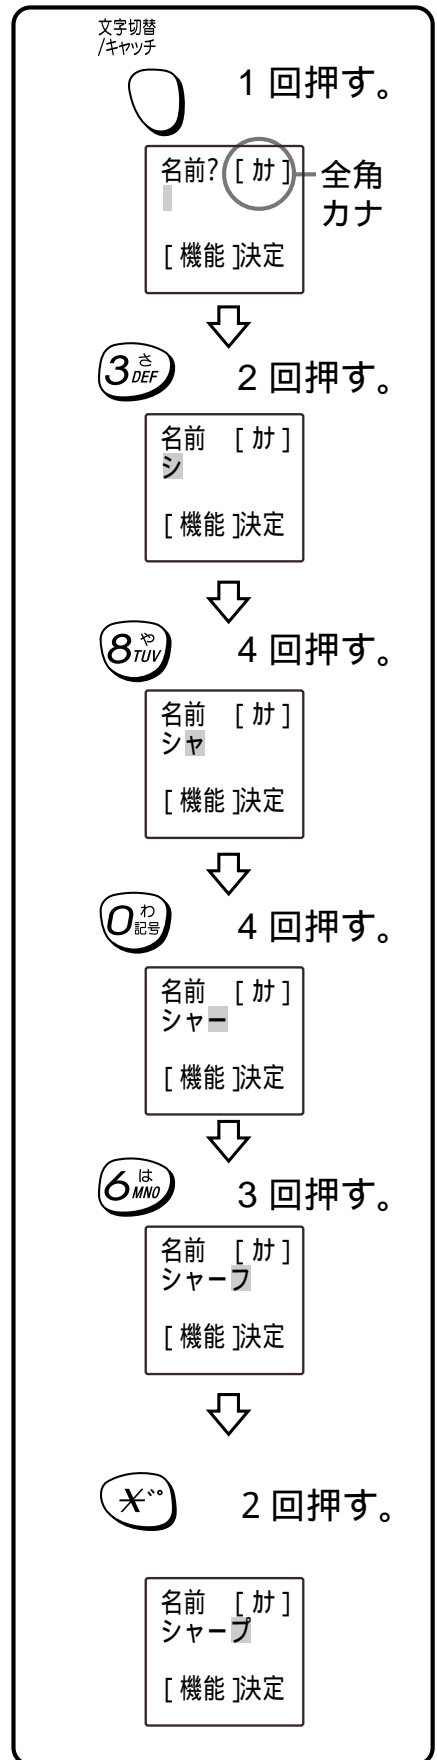 文字切替
/キャッチ
1 回押す。
名前? [ ｶﾅ ]
全角
カナ
[ 機能 ]決定
3 さ DEF
2 回押す。
名前 [ ｶﾅ ]
シ
[ 機能 ]決定
8 や TUV
4 回押す。
名前 [ ｶﾅ ]
シャ
[ 機能 ]決定
0 わ 記号
4 回押す。
名前 [ ｶﾅ ]
シャー
[ 機能 ]決定
6 は MNO
3 回押す。
名前 [ ｶﾅ ]
シャーフ
[ 機能 ]決定
＊ ゛゜
2 回押す。
名前 [ ｶﾅ ]
シャープ
[ 機能 ]決定